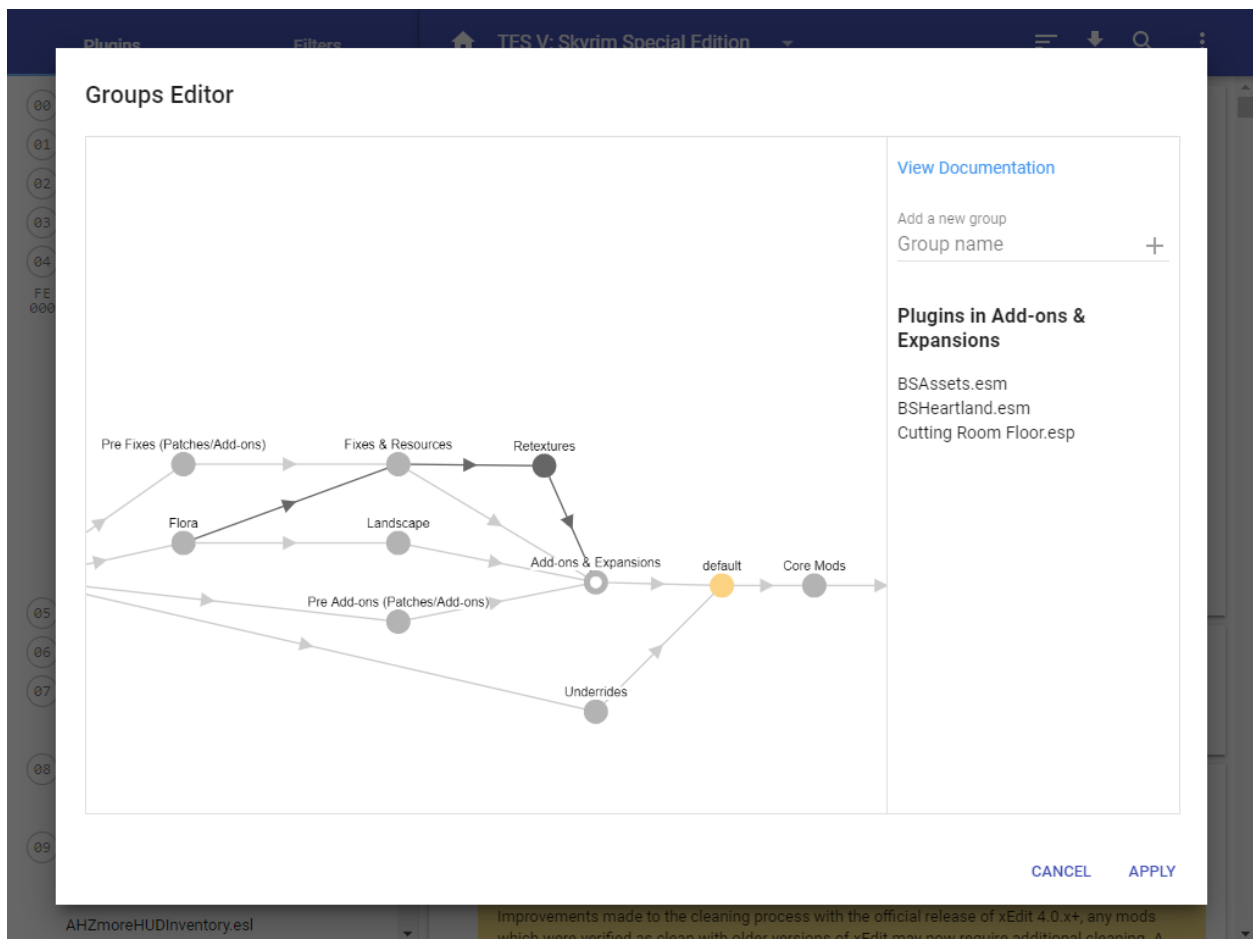 Plugins
Filters
TES V: Skyrim Special Edition
Groups Editor
00
01
02
03
04
FE
000
05
06
07
08
09
View Documentation
Add a new group
Group name
Plugins in Add-ons &
Expansions
BSAssets.esm
BSHeartland.esm
Cutting Room Floor.esp
Pre Fixes (Patches/Add-ons)
Fixes & Resources
Retextures
Flora
Landscape
Add-ons & Expansions
default
Core Mods
Pre Add-ons (Patches/Add-ons)
Underrides
CANCEL
APPLY
AHZmoreHUDInventory.esl
Improvements made to the cleaning process with the official release of xEdit 4.0.x+, any mods
which were verified as clean with older versions of xEdit may now require additional cleaning. A